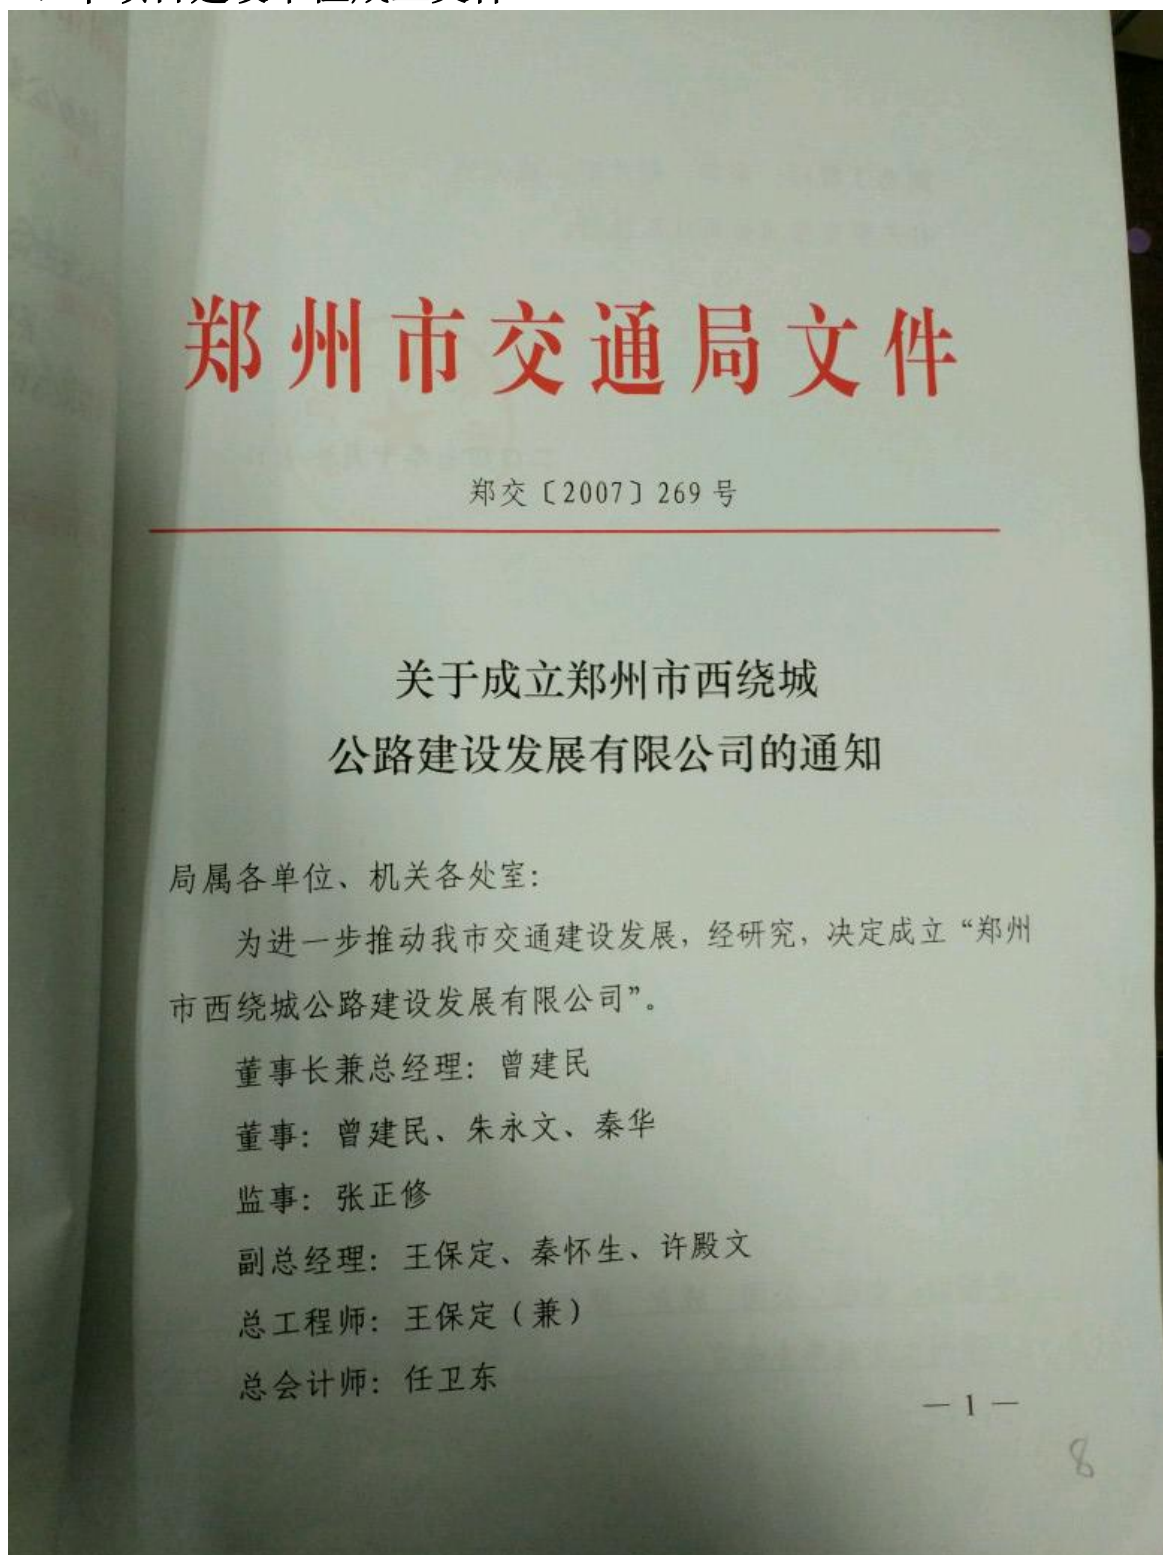 郑州市交通局文件
郑交〔2007〕269号
关于成立郑州市西绕城
公路建设发展有限公司的通知
局属各单位、机关各处室：
为进一步推动我市交通建设发展，经研究，决定成立“郑州
市西绕城公路建设发展有限公司”。
董事长兼总经理：曾建民
董事：曾建民、朱永文、秦华
监事：张正修
副总经理：王保定、秦怀生、许殿文
总工程师：王保定（兼）
总会计师：任卫东
— 1 —
8